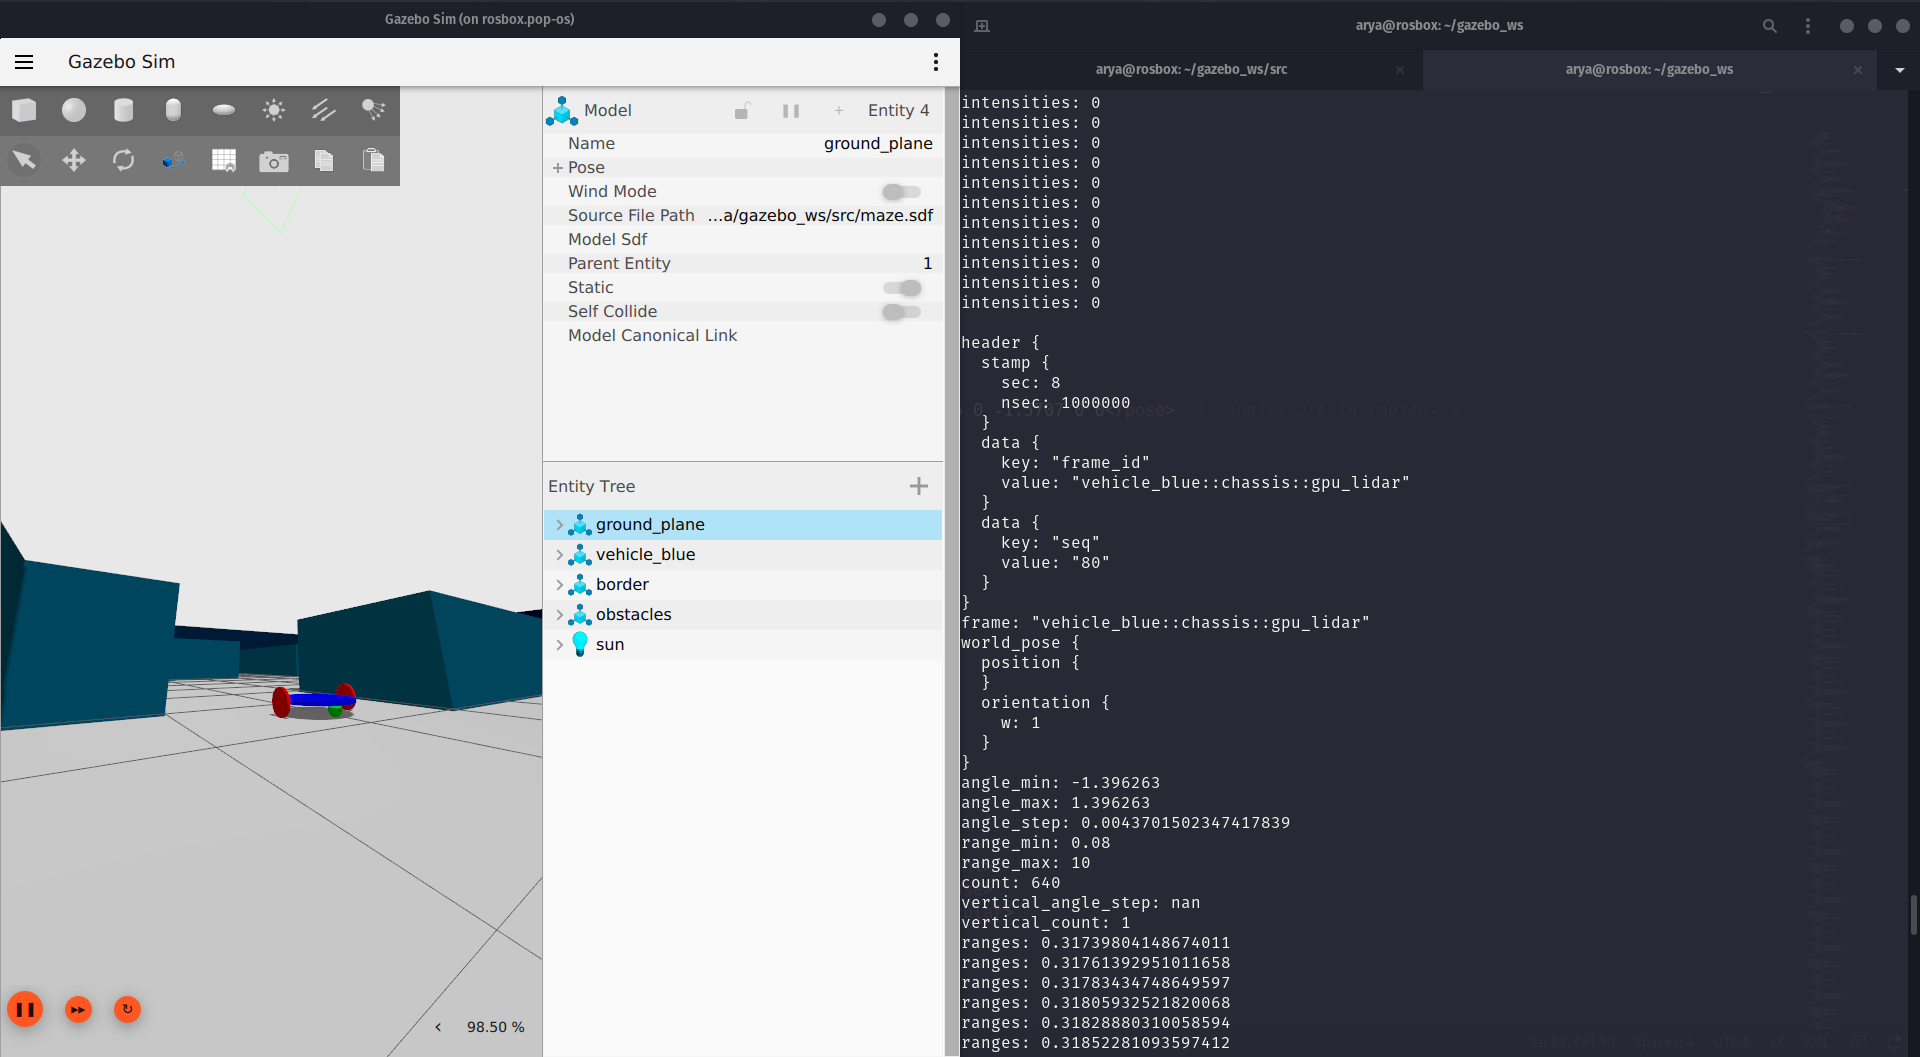 Gazebo Sim (on rosbox.pop-os)
Gazebo Sim
Model
Entity 4
Name
ground_plane
Pose
Wind Mode
Source File Path
...a/gazebo_ws/src/maze.sdf
Model Sdf
Parent Entity
1
Static
Self Collide
Model Canonical Link
Entity Tree
ground_plane
vehicle_blue
border
obstacles
sun
98.50 %
arya@rosbox: ~/gazebo_ws
arya@rosbox: ~/gazebo_ws/src
arya@rosbox: ~/gazebo_ws
intensities: 0
intensities: 0
intensities: 0
intensities: 0
intensities: 0
intensities: 0
intensities: 0
intensities: 0
intensities: 0
intensities: 0
intensities: 0
header {
stamp {
sec: 8
nsec: 1000000
}
data {
key: "frame_id"
value: "vehicle_blue::chassis::gpu_lidar"
}
data {
key: "seq"
value: "80"
}
}
frame: "vehicle_blue::chassis::gpu_lidar"
world_pose {
position {
}
orientation {
w: 1
}
}
angle_min: -1.396263
angle_max: 1.396263
angle_step: 0.0043701502347417839
range_min: 0.08
range_max: 10
count: 640
vertical_angle_step: nan
vertical_count: 1
ranges: 0.31739804148674011
ranges: 0.31761392951011658
ranges: 0.31783434748649597
ranges: 0.31805932521820068
ranges: 0.31828880310058594
ranges: 0.31852281093597412